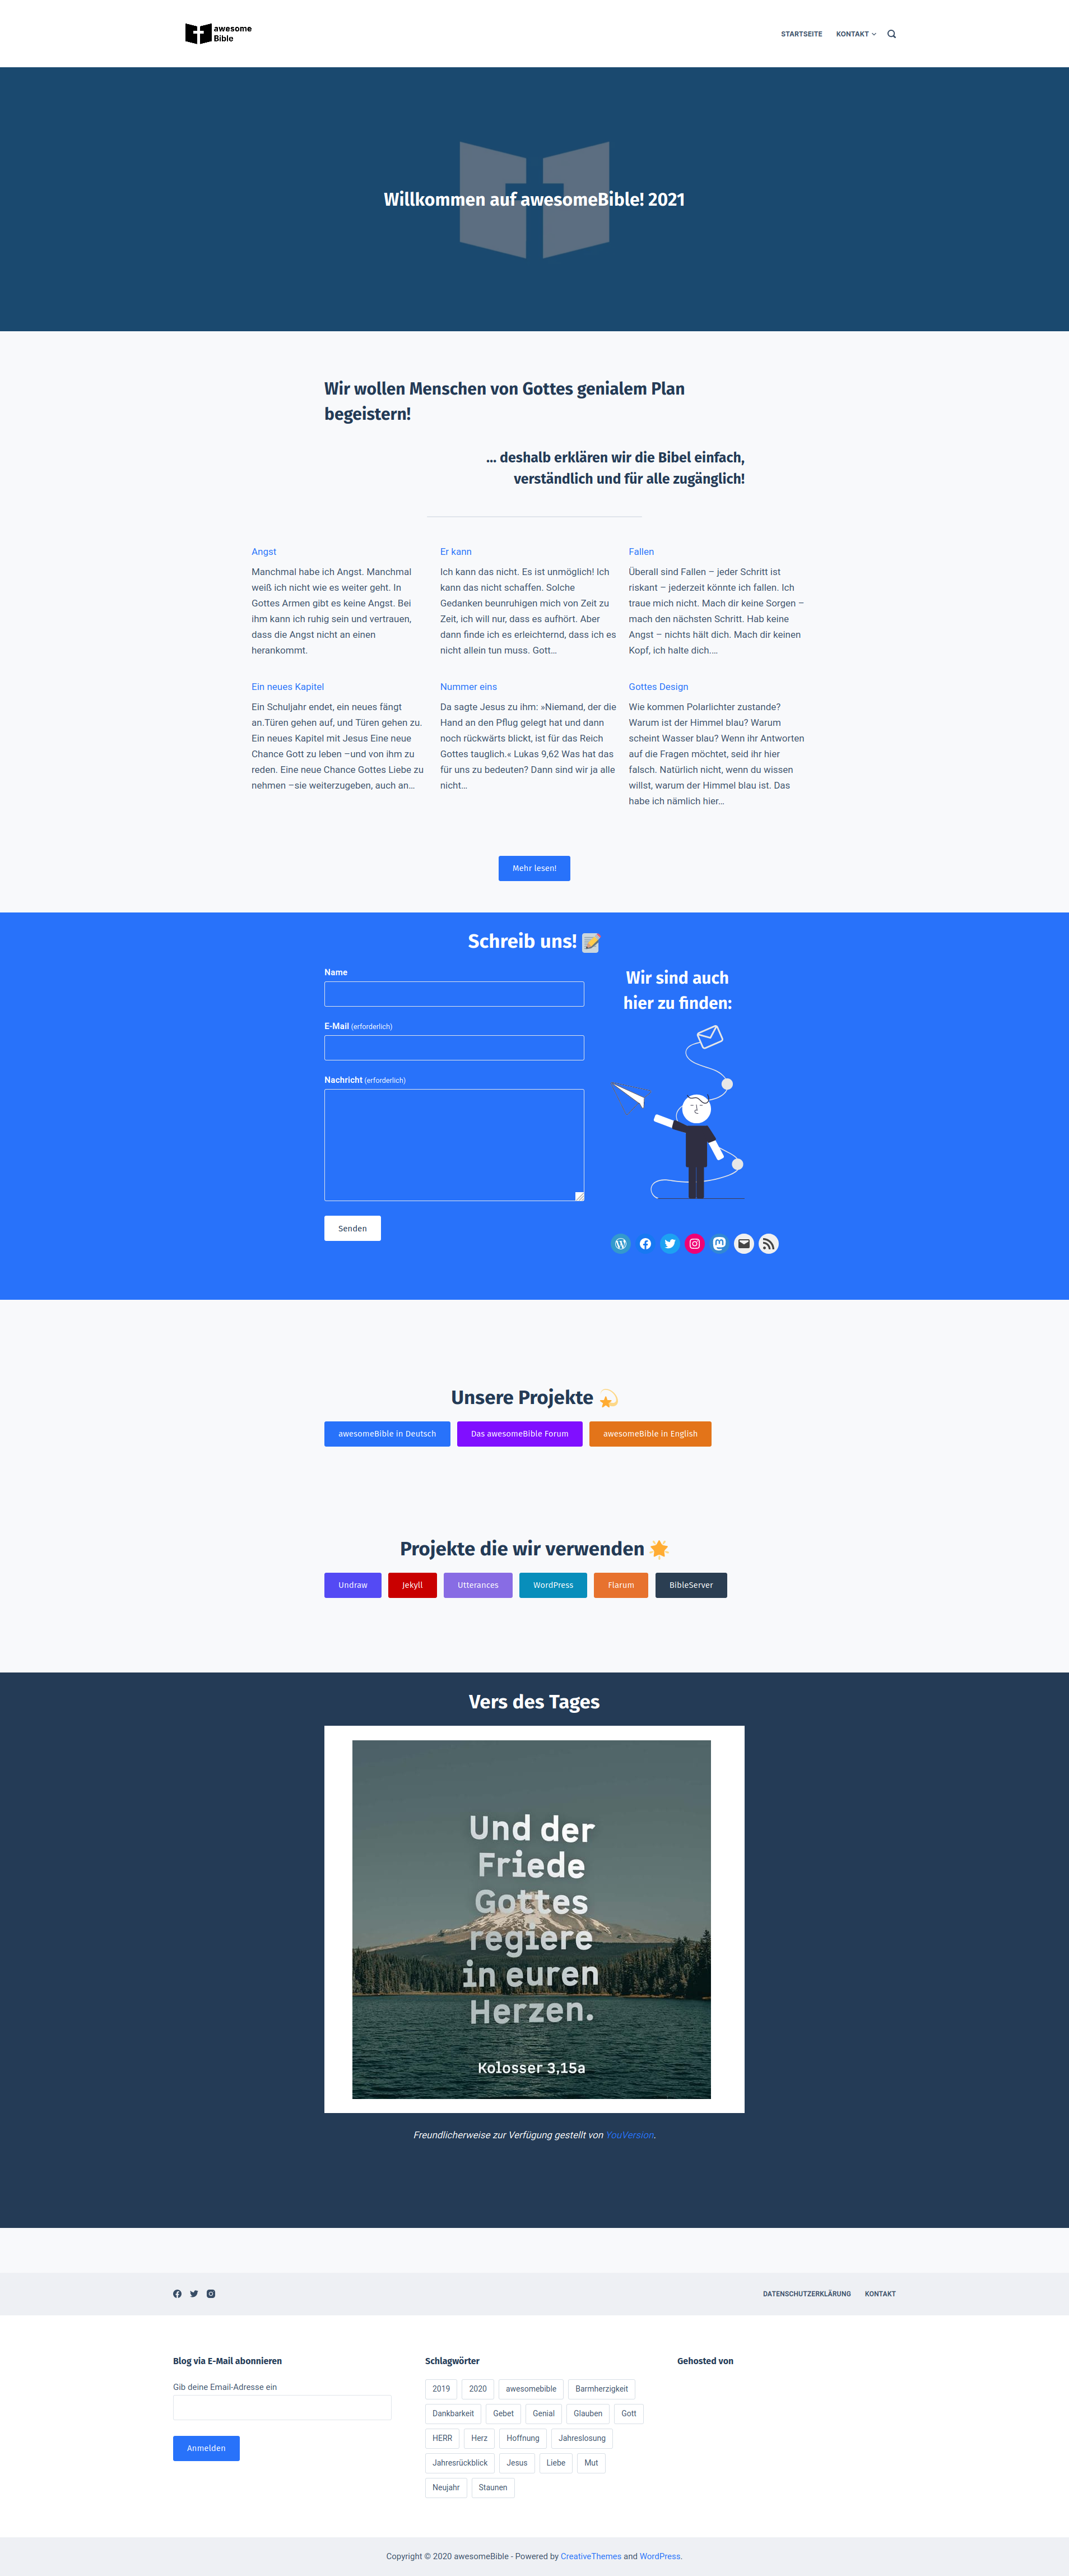 awesome
Bible
STARTSEITE KONTAKT
Willkommen auf awesomeBible! 2021
Wir wollen Menschen von Gottes genialem Plan
begeistern!
... deshalb erklären wir die Bibel einfach,
verständlich und für alle zugänglich!
Angst
Manchmal habe ich Angst. Manchmal
weiß ich nicht wie es weiter geht. In
Gottes Armen gibt es keine Angst. Bei
ihm kann ich ruhig sein und vertrauen,
dass die Angst nicht an einen
herankommt.
Er kann
Ich kann das nicht. Es ist unmöglich! Ich
kann das nicht schaffen. Solche
Gedanken beunruhigen mich von Zeit zu
Zeit, ich will nur, dass es aufhört. Aber
dann finde ich es erleichternd, dass ich es
nicht allein tun muss. Gott...
Fallen
Überall sind Fallen – jeder Schritt ist
riskant – jederzeit könnte ich fallen. Ich
traue mich nicht. Mach dir keine Sorgen –
mach den nächsten Schritt. Hab keine
Angst – nichts hält dich. Mach dir keinen
Kopf, ich halte dich....
Ein neues Kapitel
Ein Schuljahr endet, ein neues fängt
an.Türen gehen auf, und Türen gehen zu.
Ein neues Kapitel mit Jesus Eine neue
Chance Gott zu leben –und von ihm zu
reden. Eine neue Chance Gottes Liebe zu
nehmen –sie weiterzugeben, auch an...
Nummer eins
Da sagte Jesus zu ihm: »Niemand, der die
Hand an den Pflug gelegt hat und dann
noch rückwärts blickt, ist für das Reich
Gottes tauglich.« Lukas 9,62 Was hat das
für uns zu bedeuten? Dann sind wir ja alle
nicht...
Gottes Design
Wie kommen Polarlichter zustande?
Warum ist der Himmel blau? Warum
scheint Wasser blau? Wenn ihr Antworten
auf die Fragen möchtet, seid ihr hier
falsch. Natürlich nicht, wenn du wissen
willst, warum der Himmel blau ist. Das
habe ich nämlich hier...
Mehr lesen!
Schreib uns!
Name
E-Mail (erforderlich)
Nachricht (erforderlich)
Senden
Wir sind auch
hier zu finden:
Unsere Projekte
awesomeBible in Deutsch Das awesomeBible Forum awesomeBible in English
Projekte die wir verwenden
Undraw Jekyll Utterances WordPress Flarum BibleServer
Vers des Tages
Und der
Friede
Gottes
regiere
in euren
Herzen.
Kolosser 3,15a
Freundlicherweise zur Verfügung gestellt von YouVersion.
DATENSCHUTZERKLÄRUNG KONTAKT
Blog via E-Mail abonnieren
Gib deine Email-Adresse ein
Anmelden
Schlagwörter
2019 2020 awesomebible Barmherzigkeit
Dankbarkeit Gebet Genial Glauben Gott
HERR Herz Hoffnung Jahreslosung
Jahresrückblick Jesus Liebe Mut
Neujahr Staunen
Gehosted von
Copyright © 2020 awesomeBible - Powered by CreativeThemes and WordPress.